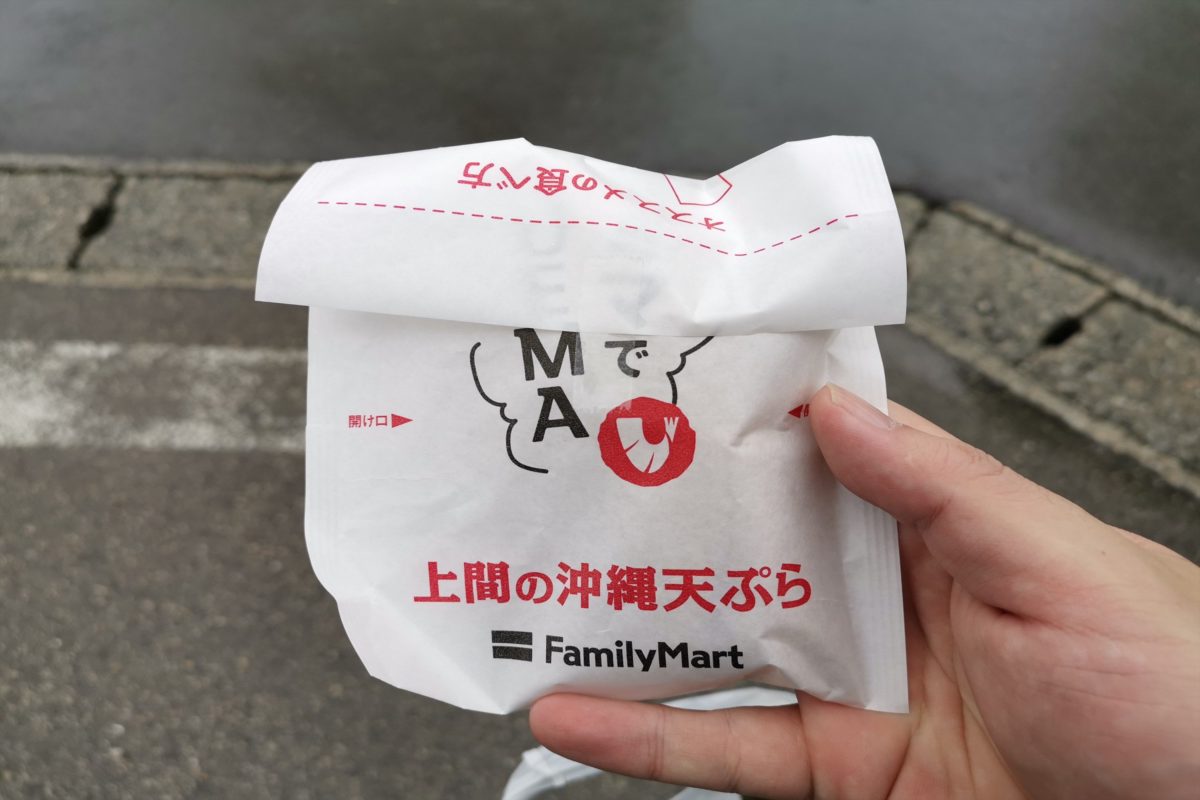 オススメの食べ方
M で
A
開け口
上間の沖縄天ぷら
FamilyMart